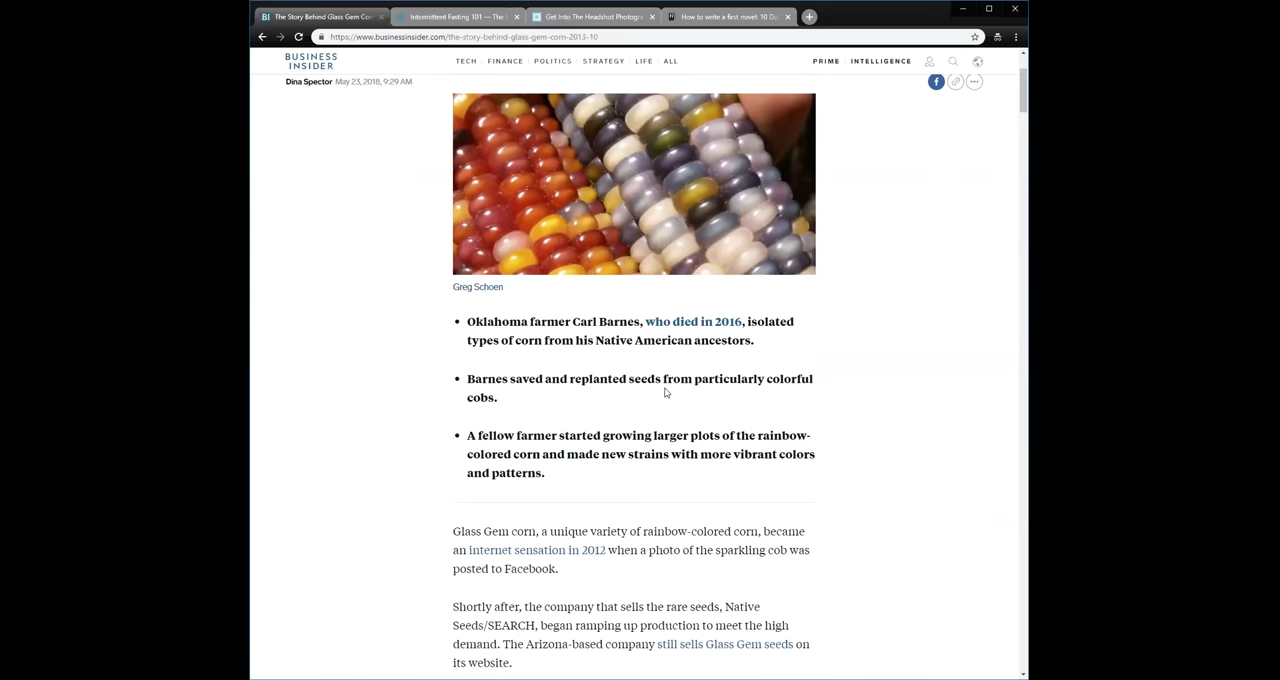 The Story Behind Glass Gem Co
Intermittent Fasting 101 — The
Get Into The Headshot Photogr
How to write a first novel: 10 Do
https://www.businessinsider.com/the-story-behind-glass-gem-corn-2013-10
BUSINESS
INSIDER
TECH FINANCE POLITICS STRATEGY LIFE ALL
PRIME INTELLIGENCE
Dina Spector May 23, 2018, 9:29 AM
Greg Schoen
• Oklahoma farmer Carl Barnes, who died in 2016, isolated
types of corn from his Native American ancestors.
• Barnes saved and replanted seeds from particularly colorful
cobs.
• A fellow farmer started growing larger plots of the rainbow-
colored corn and made new strains with more vibrant colors
and patterns.
Glass Gem corn, a unique variety of rainbow-colored corn, became
an internet sensation in 2012 when a photo of the sparkling cob was
posted to Facebook.
Shortly after, the company that sells the rare seeds, Native
Seeds/SEARCH, began ramping up production to meet the high
demand. The Arizona-based company still sells Glass Gem seeds on
its website.